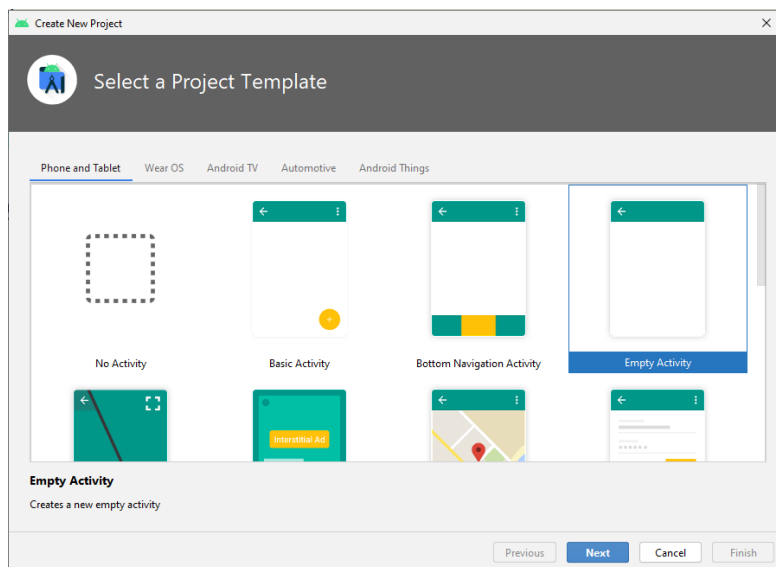 Create New Project
Select a Project Template
Phone and Tablet Wear OS Android TV Automotive Android Things
No Activity Basic Activity Bottom Navigation Activity Empty Activity
Interstitial Ad
Empty Activity
Creates a new empty activity
Previous Next Cancel Finish